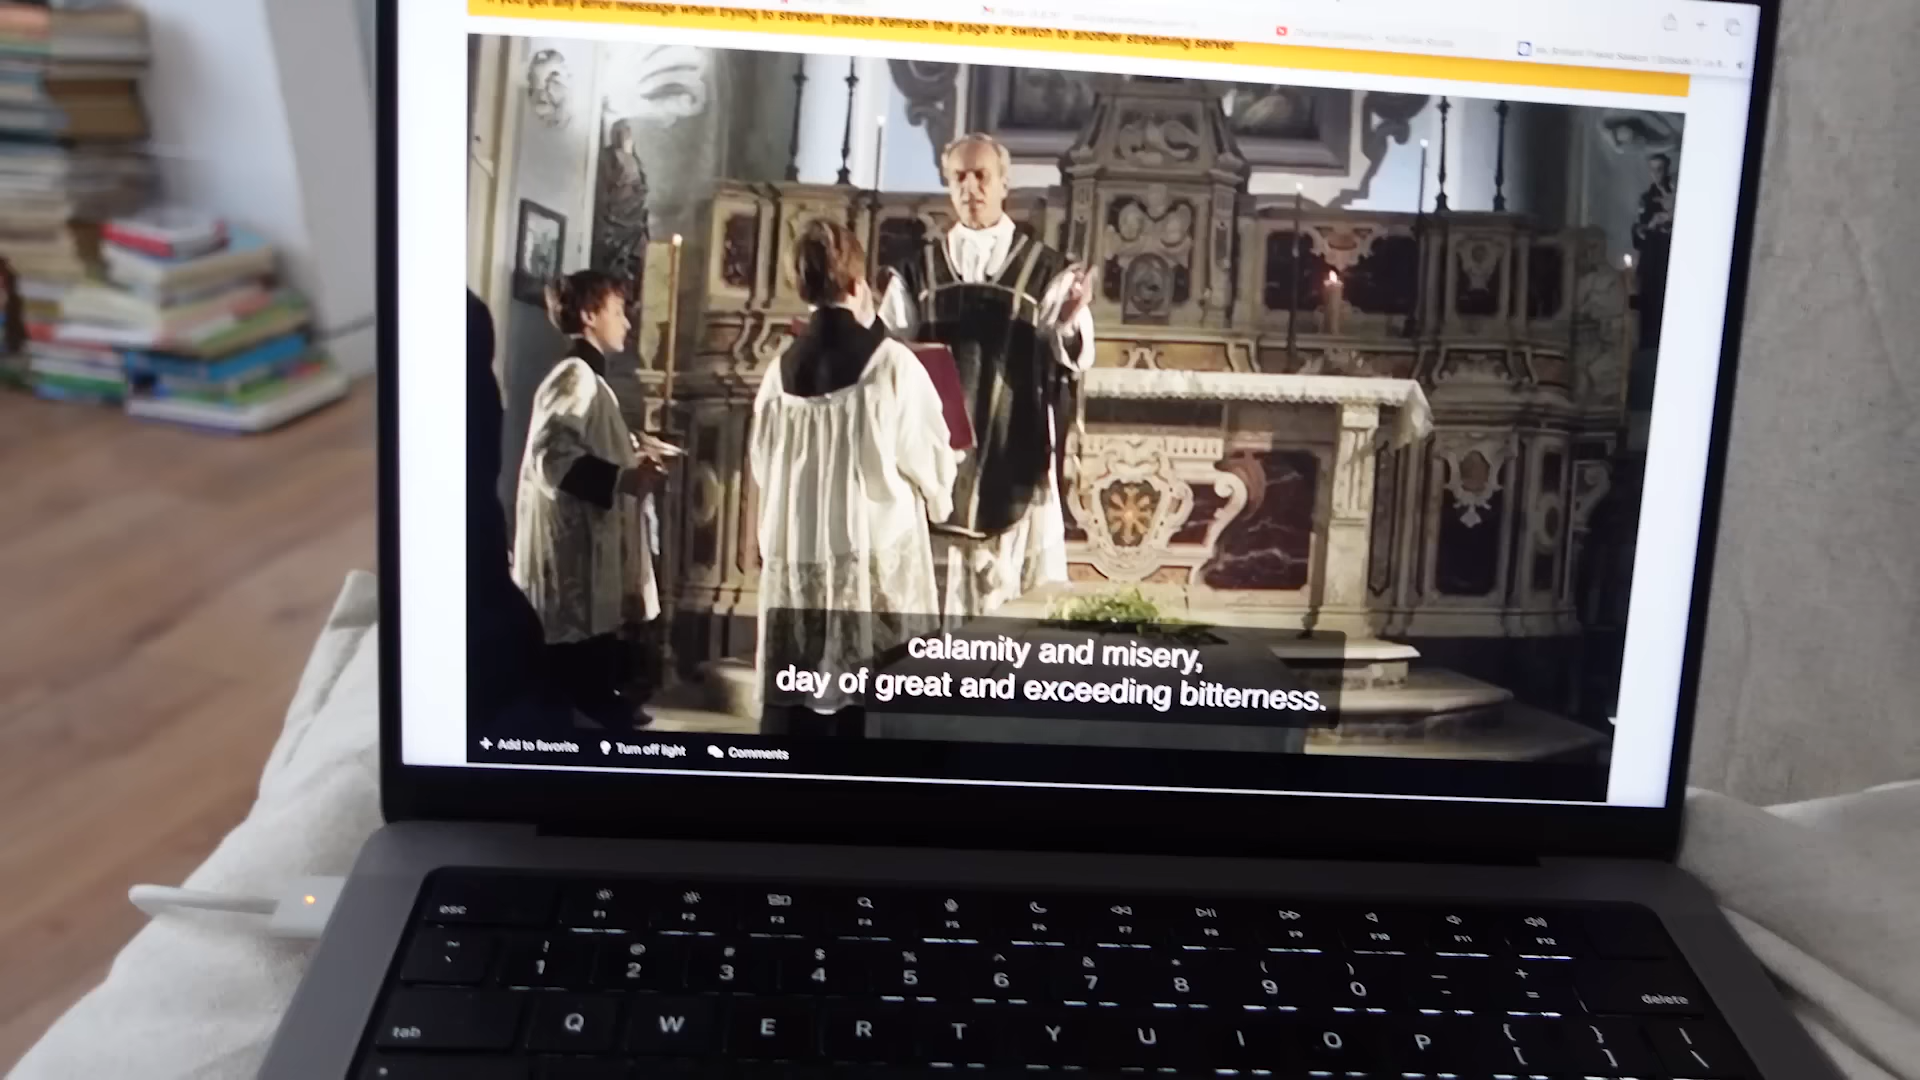 If you get any error message when trying to stream, please Refresh the page or switch to another streaming server.
calamity and misery,
day of great and exceeding bitterness.
Add to favorite Turn off light Comments
esc F1 F2 F3 F4 F5 F6 F7 F8 F9 F10 F11 F12
~ ! @ # $ % ^ & * ( ) _ +
` 1 2 3 4 5 6 7 8 9 0 - = delete
tab Q W E R T Y U I O P { } |
[ ] \